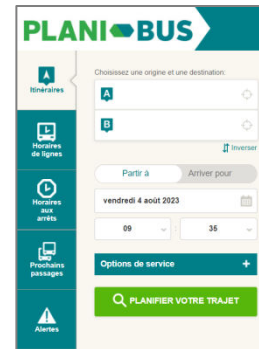 PLANI BUS
Itinéraires
Horaires
de lignes
Horaires
aux
arrêts
Prochains
passages
Alertes
Choisissez une origine et une destination:
A
B
Inverser
Partir à
Arriver pour
vendredi 4 août 2023
09 : 35
Options de service +
PLANIFIER VOTRE TRAJET